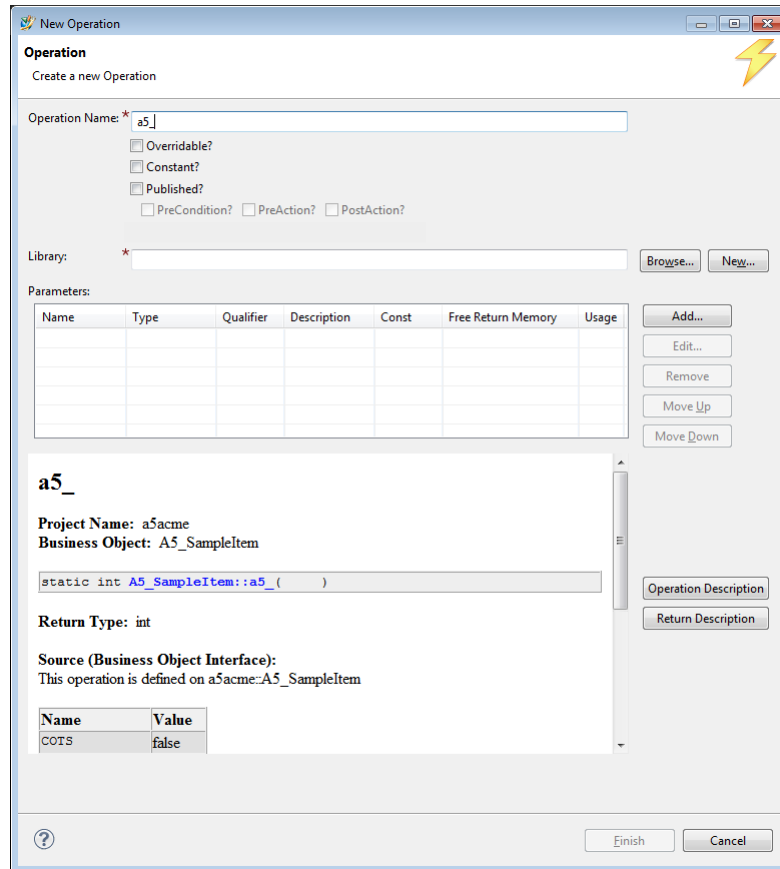 New Operation
Operation
Create a new Operation
Operation Name: * a5_
Overridable?
Constant?
Published?
PreCondition? PreAction? PostAction?
Library: * Browse... New...
Parameters:
Name Type Qualifier Description Const Free Return Memory Usage Add...
Edit...
Remove
Move Up
Move Down
a5_
Project Name: a5acme
Business Object: A5_SampleItem
static int A5_SampleItem::a5_( )
Operation Description
Return Type: int Return Description
Source (Business Object Interface):
This operation is defined on a5acme::A5_SampleItem
Name Value
COTS false
? Finish Cancel